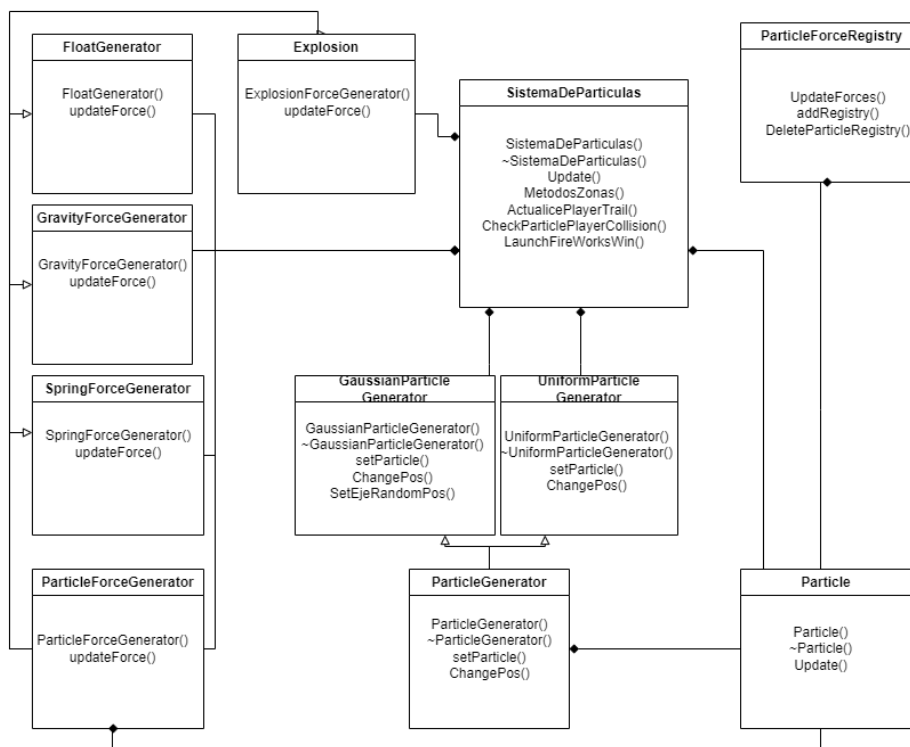 FloatGenerator
FloatGenerator()
updateForce()
Explosion
ExplosionForceGenerator()
updateForce()
SistemaDeParticulas
SistemaDeParticulas()
~SistemaDeParticulas()
Update()
MetodosZonas()
ActualicePlayerTrail()
CheckParticlePlayerCollision()
LaunchFireWorksWin()
ParticleForceRegistry
UpdateForces()
addRegistry()
DeleteParticleRegistry()
GravityForceGenerator
GravityForceGenerator()
updateForce()
SpringForceGenerator
SpringForceGenerator()
updateForce()
GaussianParticle
Generator
GaussianParticleGenerator()
~GaussianParticleGenerator()
setParticle()
ChangePos()
SetEjeRandomPos()
UniformParticle
Generator
UniformParticleGenerator()
~UniformParticleGenerator()
setParticle()
ChangePos()
ParticleForceGenerator
ParticleForceGenerator()
updateForce()
ParticleGenerator
ParticleGenerator()
~ParticleGenerator()
setParticle()
ChangePos()
Particle
Particle()
~Particle()
Update()